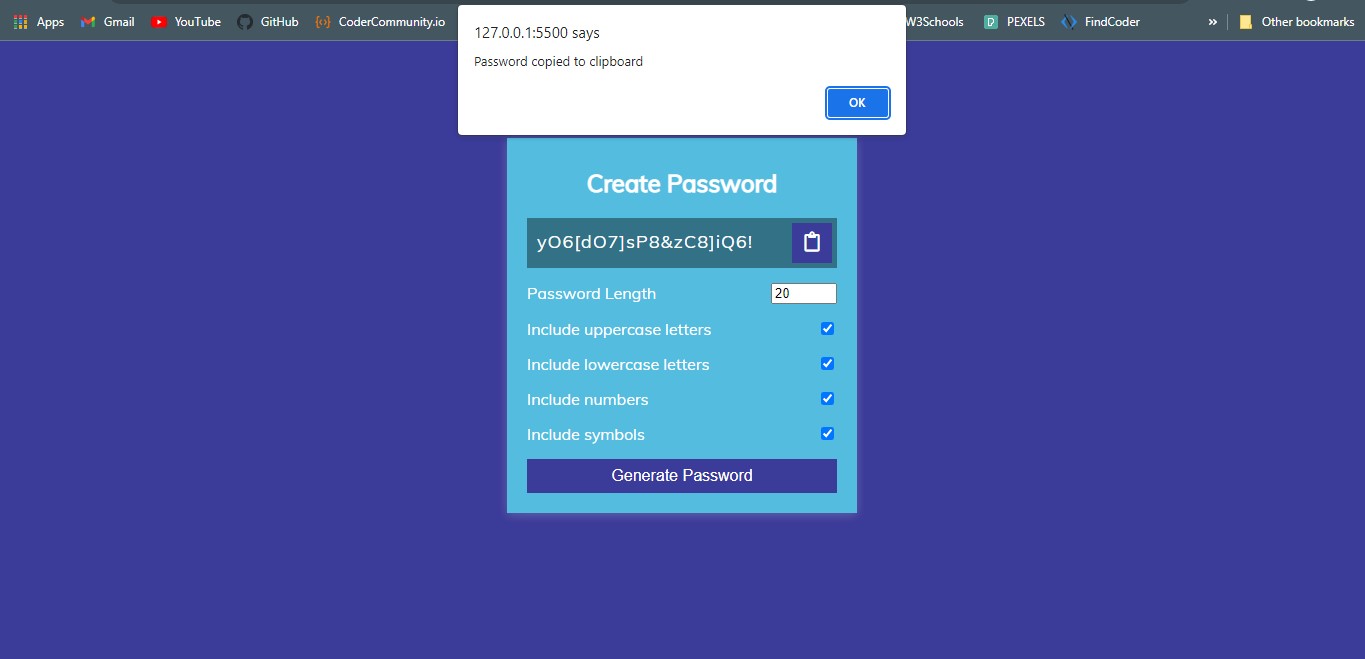 Apps Gmail YouTube GitHub CoderCommunity.io W3Schools PEXELS FindCoder » Other bookmarks
127.0.0.1:5500 says
Password copied to clipboard
OK
Create Password
yO6[dO7]sP8&zC8]iQ6!
Password Length 20
Include uppercase letters
Include lowercase letters
Include numbers
Include symbols
Generate Password